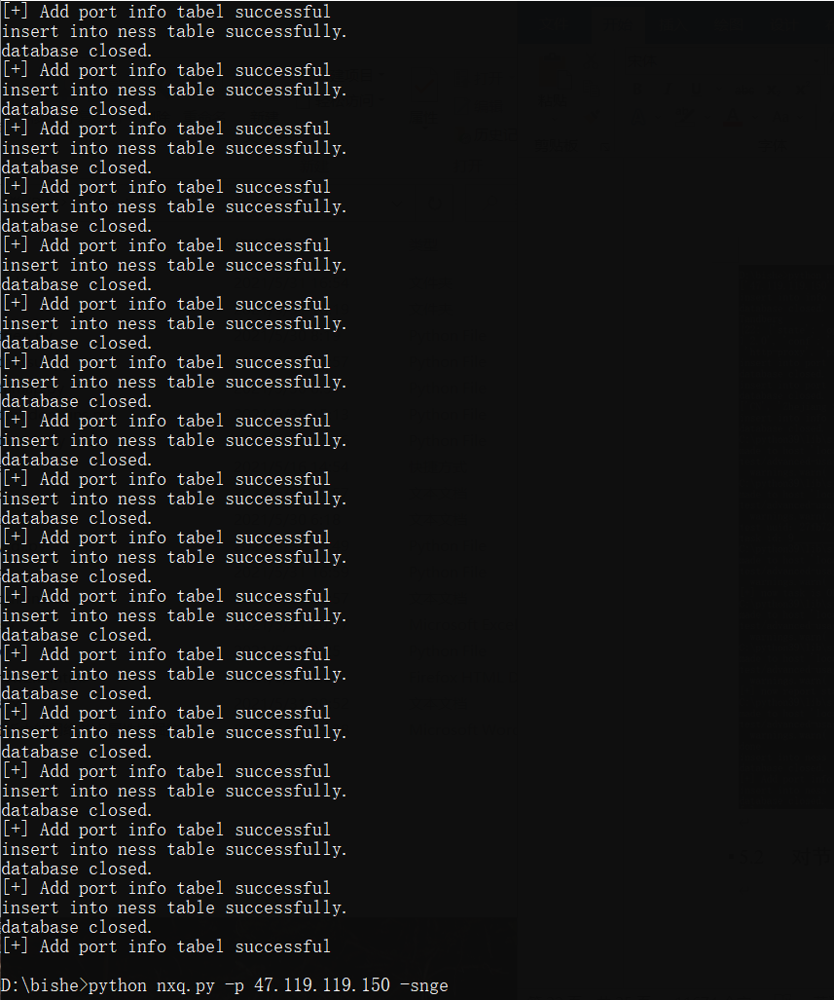 [+] Add port info tabel successful
insert into ness table successfully.
database closed.
[+] Add port info tabel successful
insert into ness table successfully.
database closed.
[+] Add port info tabel successful
insert into ness table successfully.
database closed.
[+] Add port info tabel successful
insert into ness table successfully.
database closed.
[+] Add port info tabel successful
insert into ness table successfully.
database closed.
[+] Add port info tabel successful
insert into ness table successfully.
database closed.
[+] Add port info tabel successful
insert into ness table successfully.
database closed.
[+] Add port info tabel successful
insert into ness table successfully.
database closed.
[+] Add port info tabel successful
insert into ness table successfully.
database closed.
[+] Add port info tabel successful
insert into ness table successfully.
database closed.
[+] Add port info tabel successful
insert into ness table successfully.
database closed.
[+] Add port info tabel successful
insert into ness table successfully.
database closed.
[+] Add port info tabel successful
insert into ness table successfully.
database closed.
[+] Add port info tabel successful
insert into ness table successfully.
database closed.
[+] Add port info tabel successful
insert into ness table successfully.
database closed.
[+] Add port info tabel successful
insert into ness table successfully.
database closed.
[+] Add port info tabel successful
D:\bishe>python nxq.py -p 47.119.119.150 -snge